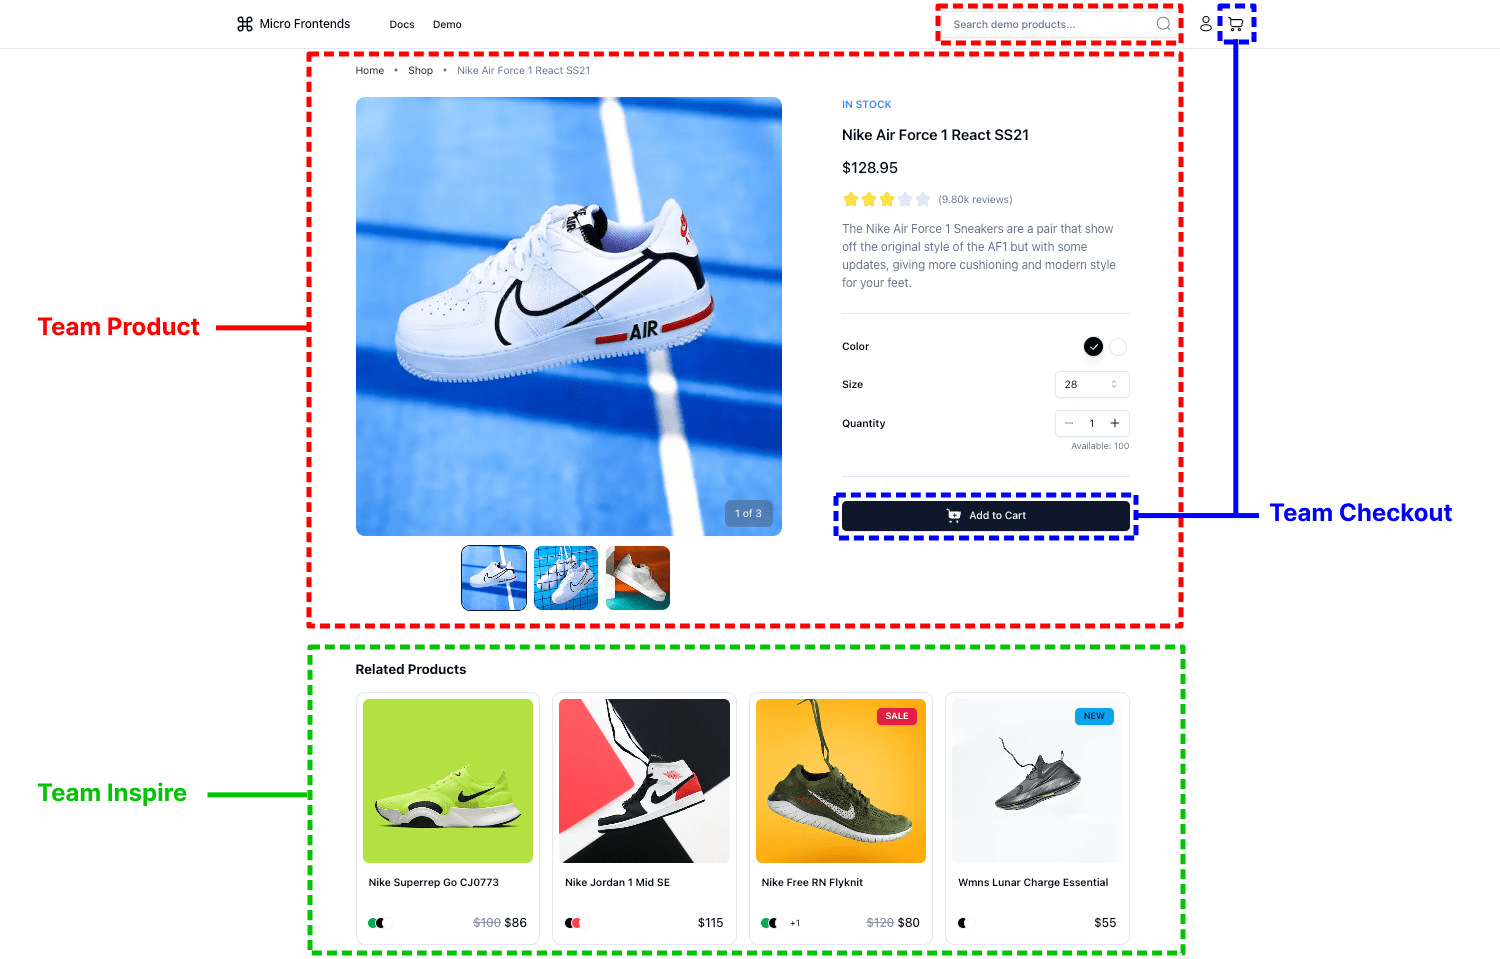 Micro Frontends
Docs
Demo
Search demo products...
Home • Shop • Nike Air Force 1 React SS21
IN STOCK
Nike Air Force 1 React SS21
$128.95
(9.80k reviews)
The Nike Air Force 1 Sneakers are a pair that show
off the original style of the AF1 but with some
updates, giving more cushioning and modern style
for your feet.
Color
Size
28
Quantity
1
Available: 100
Add to Cart
AIR
AIR
1 of 3
Team Product
Team Checkout
Team Inspire
Related Products
SALE
NEW
Nike Superrep Go CJ0773
$100 $86
Nike Jordan 1 Mid SE
$115
Nike Free RN Flyknit
+1
$120 $80
Wmns Lunar Charge Essential
$55